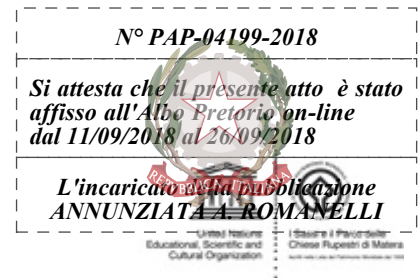 N° PAP-04199-2018
Si attesta che il presente atto è stato
affisso all'Albo Pretorio on-line
dal 11/09/2018 al 26/09/2018
L'incaricato della pubblicazione
ANNUNZIATA A. ROMANELLI
REPUBBLICA ITALIANA
United Nations
Educational, Scientific and
Cultural Organization
I Sassi e il Parco delle
Chiese Rupestri di Matera